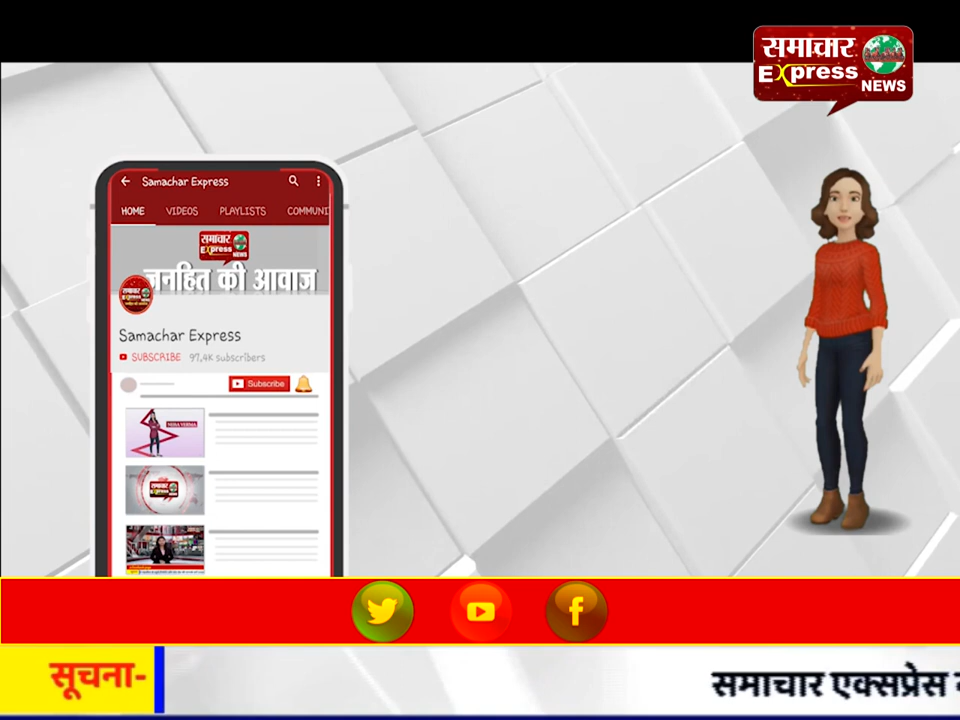 समाचार
Express
NEWS
Samachar Express
HOME VIDEOS PLAYLISTS COMMUNI
समाचार
Express
NEWS
जनहित की आवाज
Samachar Express
SUBSCRIBE 97.4K subscribers
Subscribe
सूचना- समाचार एक्सप्रेस